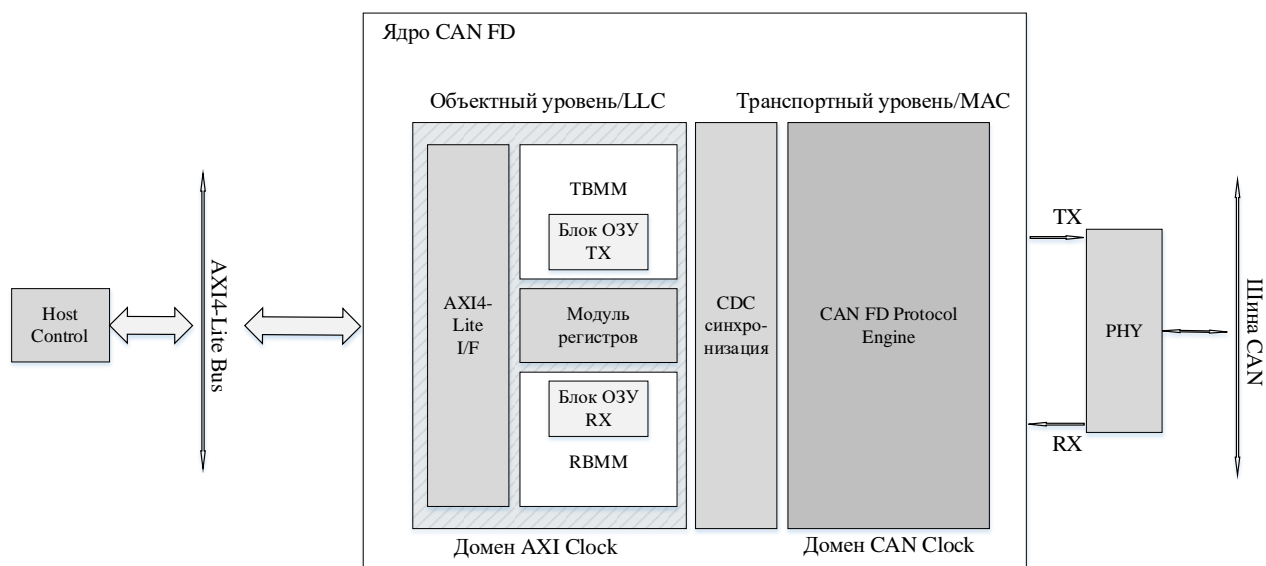 Ядро CAN FD
Объектный уровень/LLC
Транспортный уровень/MAC
Host
Control
AXI4-Lite Bus
AXI4-
Lite
I/F
TBMM
Блок ОЗУ
TX
Модуль
регистров
Блок ОЗУ
RX
RBMM
CDC
синхро-
низация
CAN FD Protocol
Engine
TX
RX
PHY
Шина CAN
Домен AXI Clock
Домен CAN Clock